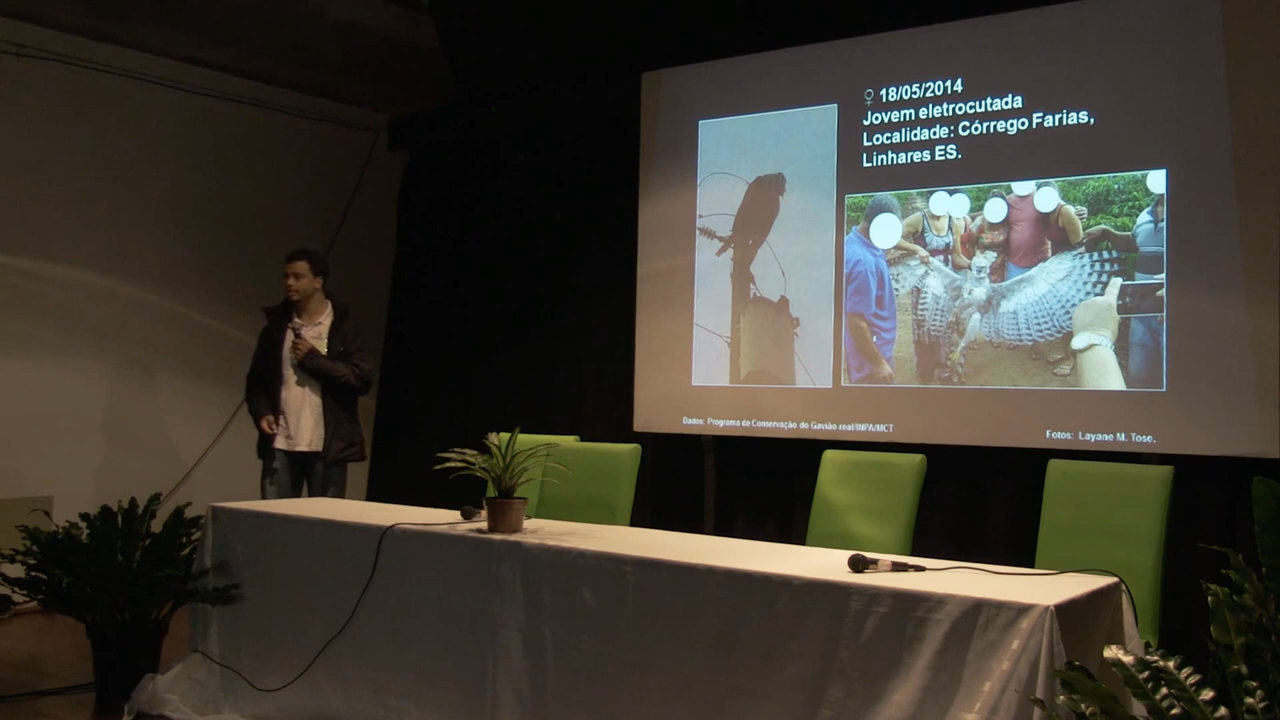 ♀ 18/05/2014
Jovem eletrocutada
Localidade: Córrego Farias,
Linhares ES.
Dados: Programa de Conservação do Gavião real/INPA/MCT
Fotos: Layane M. Tose.